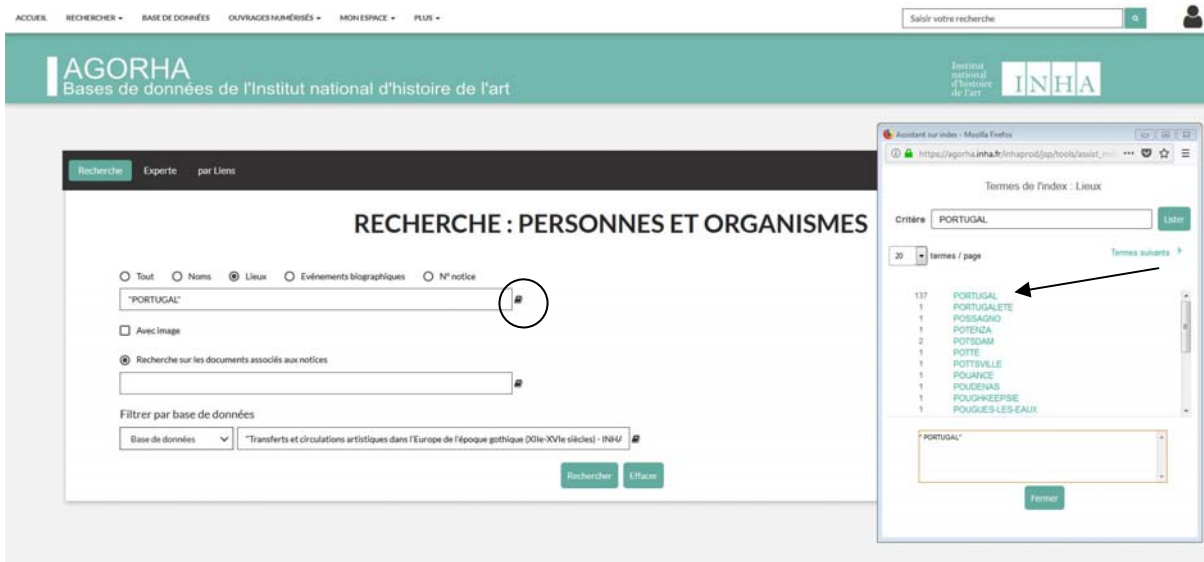 ACCUEIL RECHERCHER BASE DE DONNÉES OUVRAGES NUMÉRISÉS MON ESPACE PLUS
Saisir votre recherche
AGORHA
Bases de données de l'Institut national d'histoire de l'art
Institut
national
d'histoire
de l'art
INHA
Recherche Experte par Liens
RECHERCHE : PERSONNES ET ORGANISMES
Tout Noms Lieux Evénements biographiques N° notice
"PORTUGAL"
Avec image
Recherche sur les documents associés aux notices
Filtrer par base de données
Base de données "Transferts et circulations artistiques dans l'Europe de l'époque gothique (XIIe-XVIe siècles) - INHA
Rechercher Effacer
Assistant sur index - Mozilla Firefox
https://agorha.inha.fr/inhaprod/jsp/tools/assist_
Termes de l'index : Lieux
Critère PORTUGAL Lister
20 termes / page Termes suivants
137 PORTUGAL
1 PORTUGALETE
1 POSSAGNO
1 POTENZA
2 POTSDAM
1 POTTE
1 POTTSVILLE
1 POUANCE
1 POUDENAS
1 POUGHKEEPSIE
1 POUGUES-LES-EAUX
" PORTUGAL"
Fermer